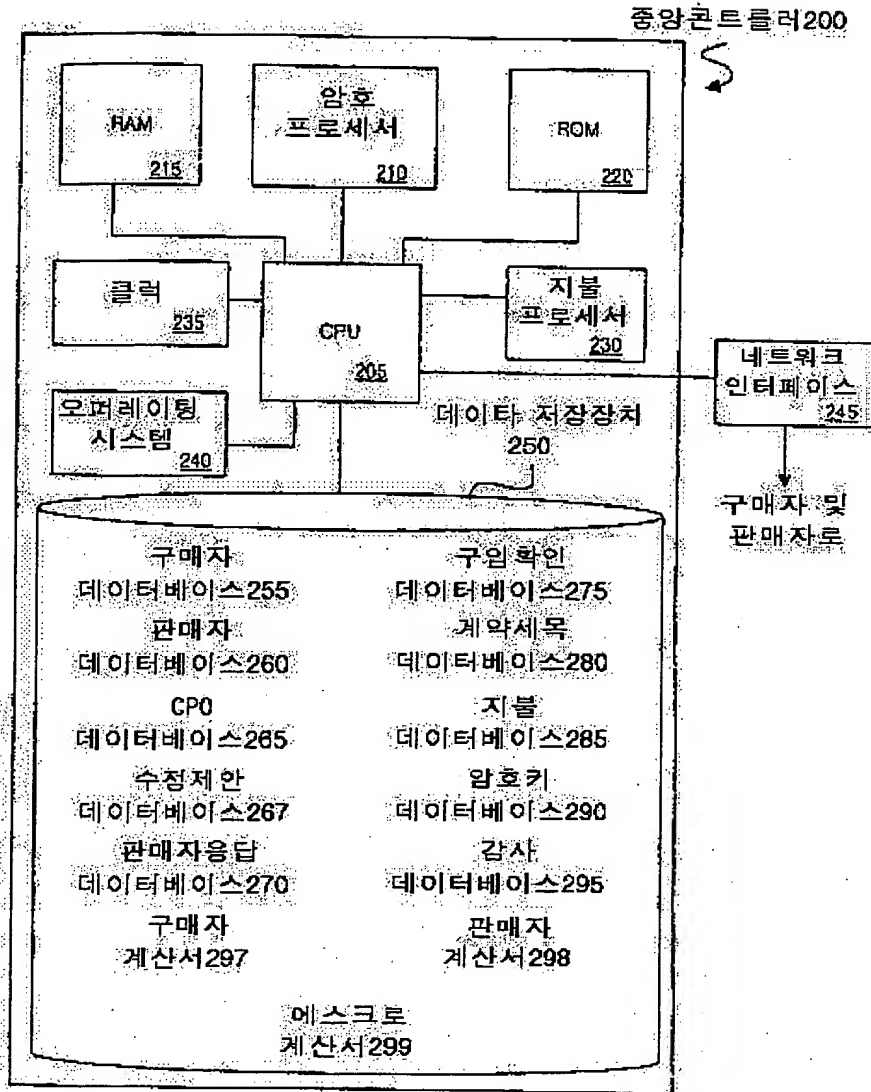 중앙콘트롤러200
RAM
215
암호
프로세서
210
ROM
220
클럭
235
CPU
205
지불
프로세서
230
네트워크
인터페이스
245
오퍼레이팅
시스템
240
데이타 저장장치
250
구매자 및
판매자로
구매자
데이터베이스255
구입확인
데이터베이스275
판매자
데이터베이스260
계약세목
데이터베이스280
CPO
데이터베이스265
지불
데이터베이스285
수정제안
데이터베이스267
암호키
데이터베이스290
판매자응답
데이터베이스270
감사
데이터베이스295
구매자
계산서297
판매자
계산서298
에스크로
계산서299